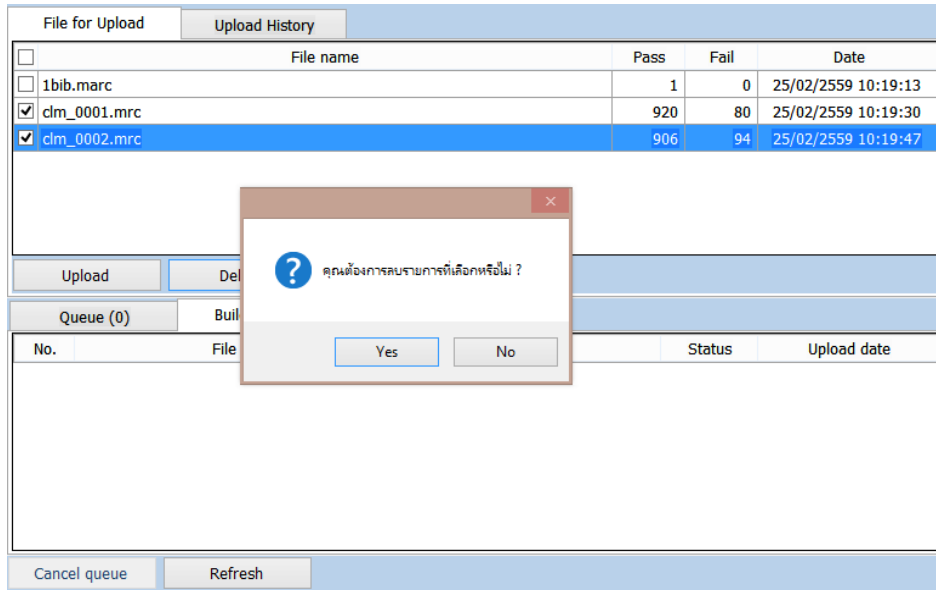 File for Upload Upload History
File name Pass Fail Date
1bib.marc 1 0 25/02/2559 10:19:13
clm_0001.mrc 920 80 25/02/2559 10:19:30
clm_0002.mrc 906 94 25/02/2559 10:19:47
คุณต้องการลบรายการที่เลือกหรือไม่ ?
Upload Del
Queue (0) Buil
Yes No
No. File Status Upload date
Cancel queue Refresh